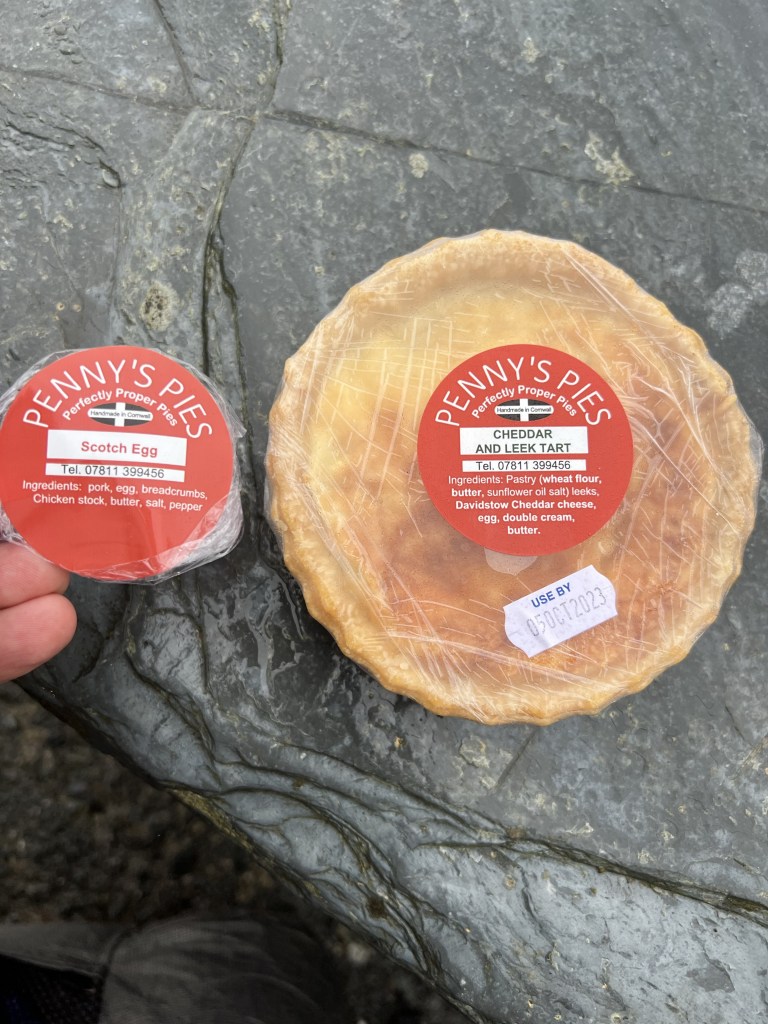 PENNY'S PIES
Perfectly Proper Pies
Handmade in Cornwall
Scotch Egg
Tel. 07811 399456
Ingredients: pork, egg, breadcrumbs,
Chicken stock, butter, salt, pepper
PENNY'S PIES
Perfectly Proper Pies
Handmade in Cornwall
CHEDDAR
AND LEEK TART
Tel. 07811 399456
Ingredients: Pastry (wheat flour,
butter, sunflower oil salt) leeks,
Davidstow Cheddar cheese,
egg, double cream,
butter.
USE BY
05OCT2023